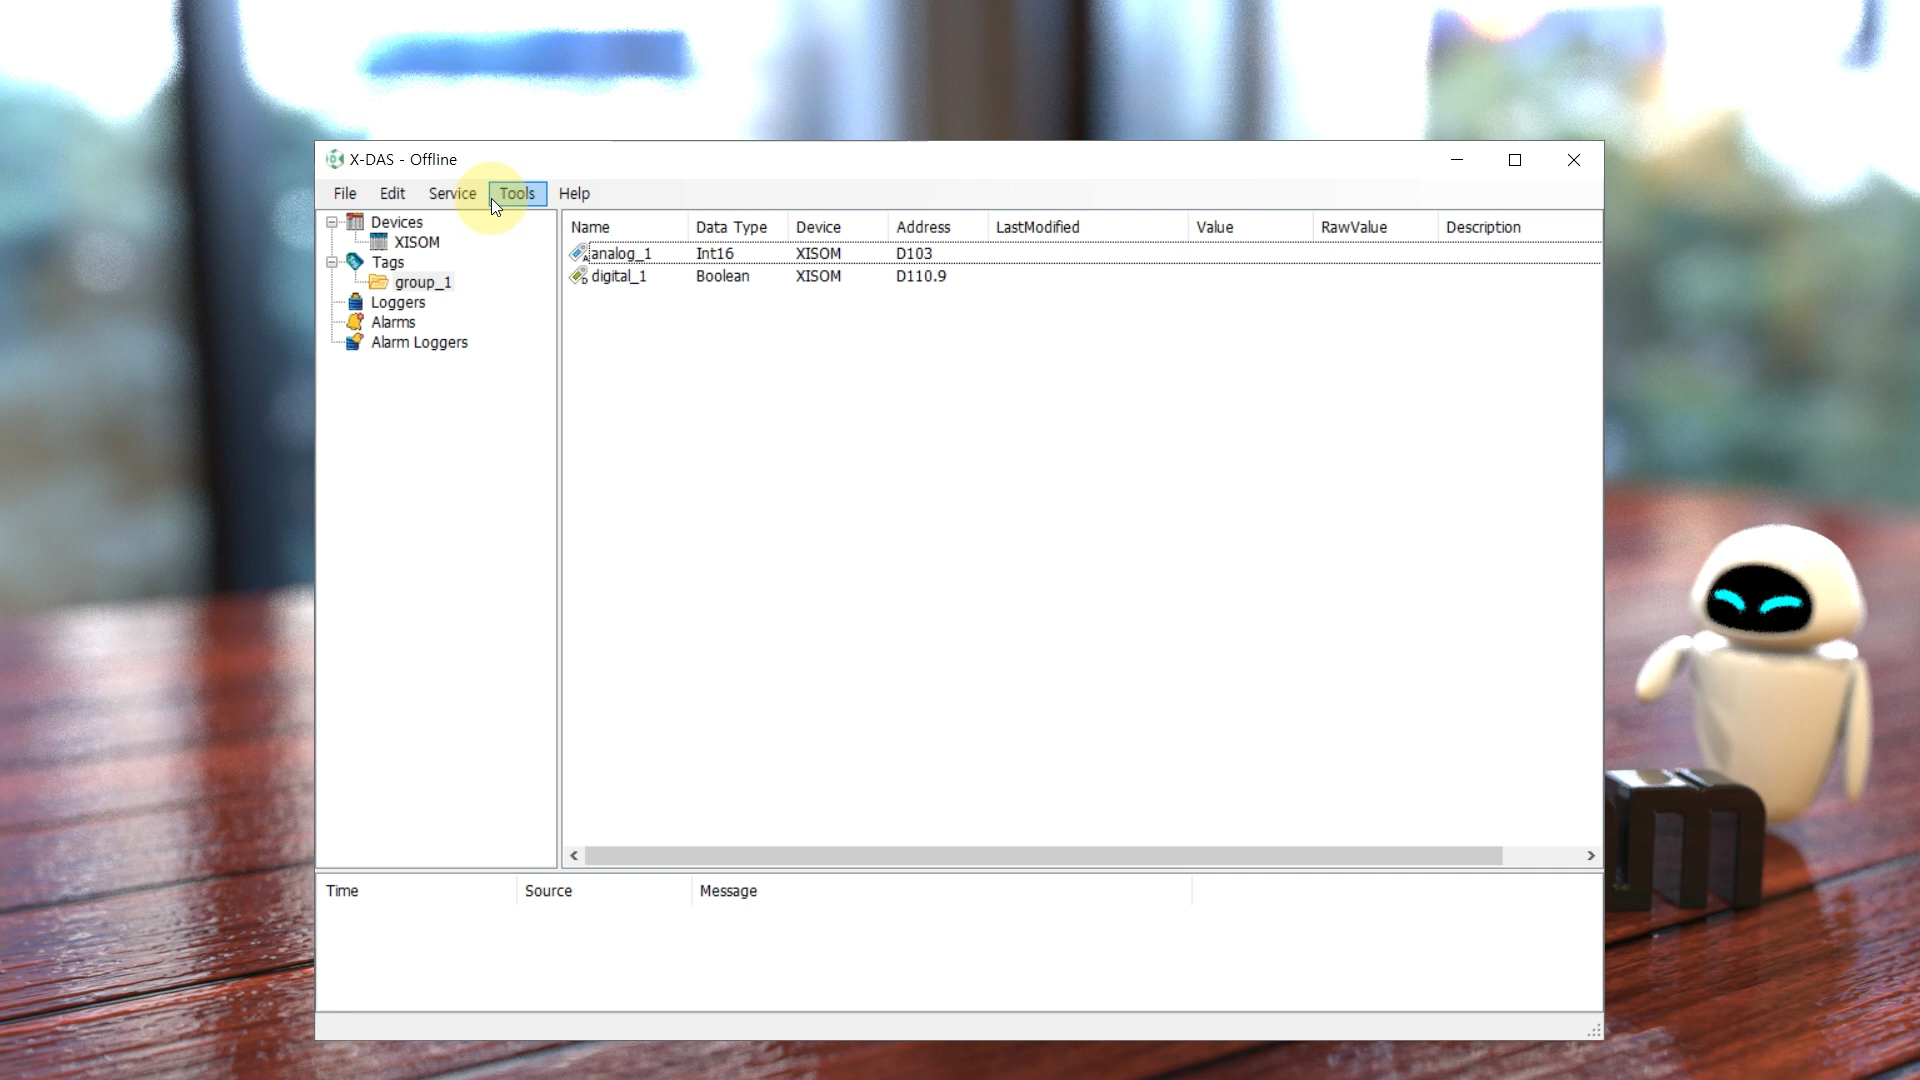 X-DAS - Offline
File Edit Service Tools Help
Devices
XISOM
Tags
group_1
Loggers
Alarms
Alarm Loggers
Name Data Type Device Address LastModified Value RawValue Description
analog_1 Int16 XISOM D103
digital_1 Boolean XISOM D110.9
Time Source Message
m